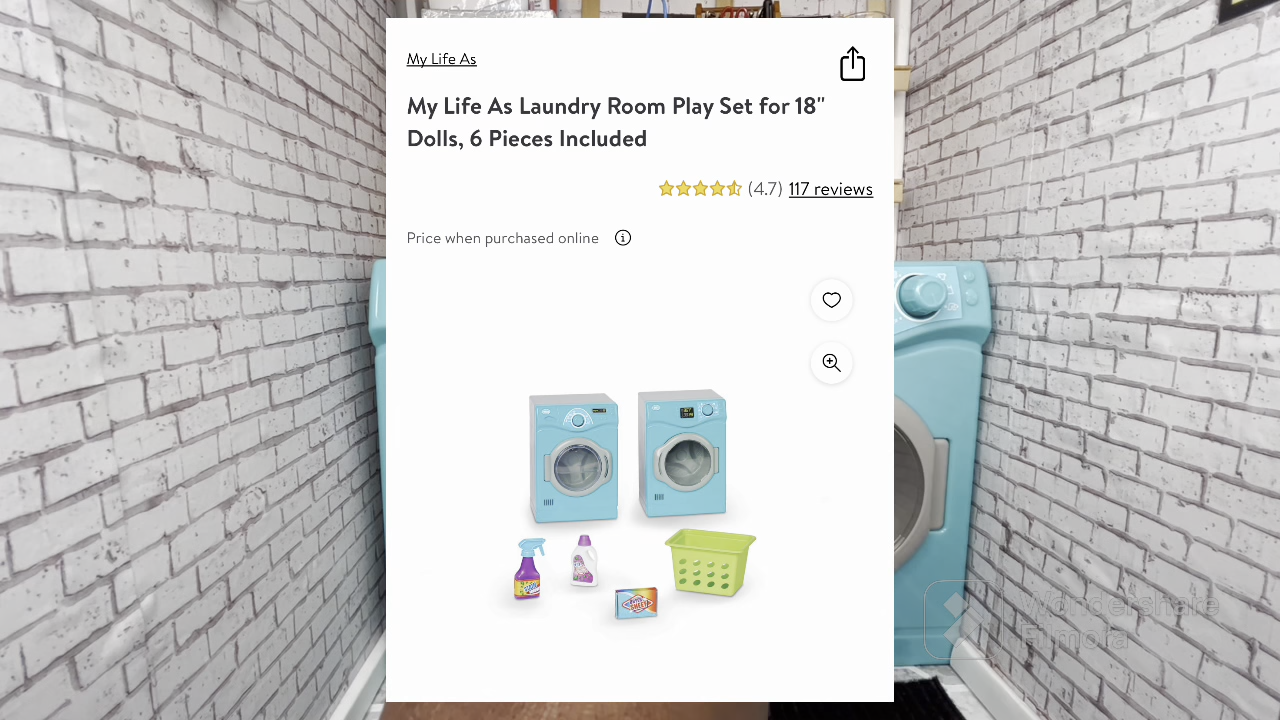 My Life As
My Life As Laundry Room Play Set for 18"
Dolls, 6 Pieces Included
(4.7) 117 reviews
Price when purchased online
Wondershare
Filmora